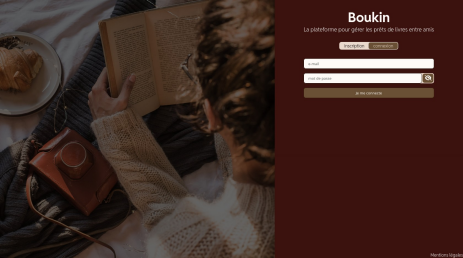 Boukin
La plateforme pour gérer les prêts de livres entre amis
Inscription connexion
e-mail
mot de passe
Je me connecte
Mentions légales